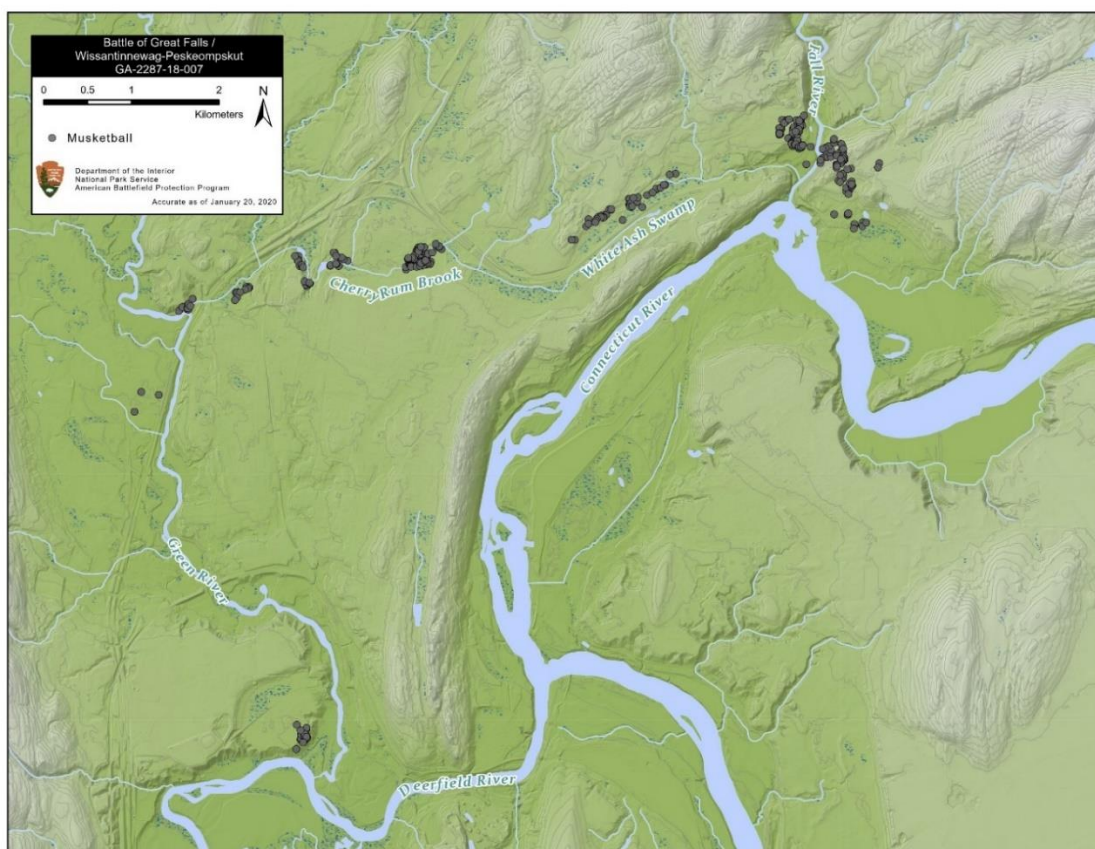 Battle of Great Falls /
Wissantinnewag-Peskeompskut
GA-2287-18-007
0 0.5 1 2
Kilometers
N
Musketball
Department of the Interior
National Park Service
American Battlefield Protection Program
Accurate as of January 20, 2020
Fall River
White Ash Swamp
CherryRum Brook
Connecticut River
Green River
Deerfield River